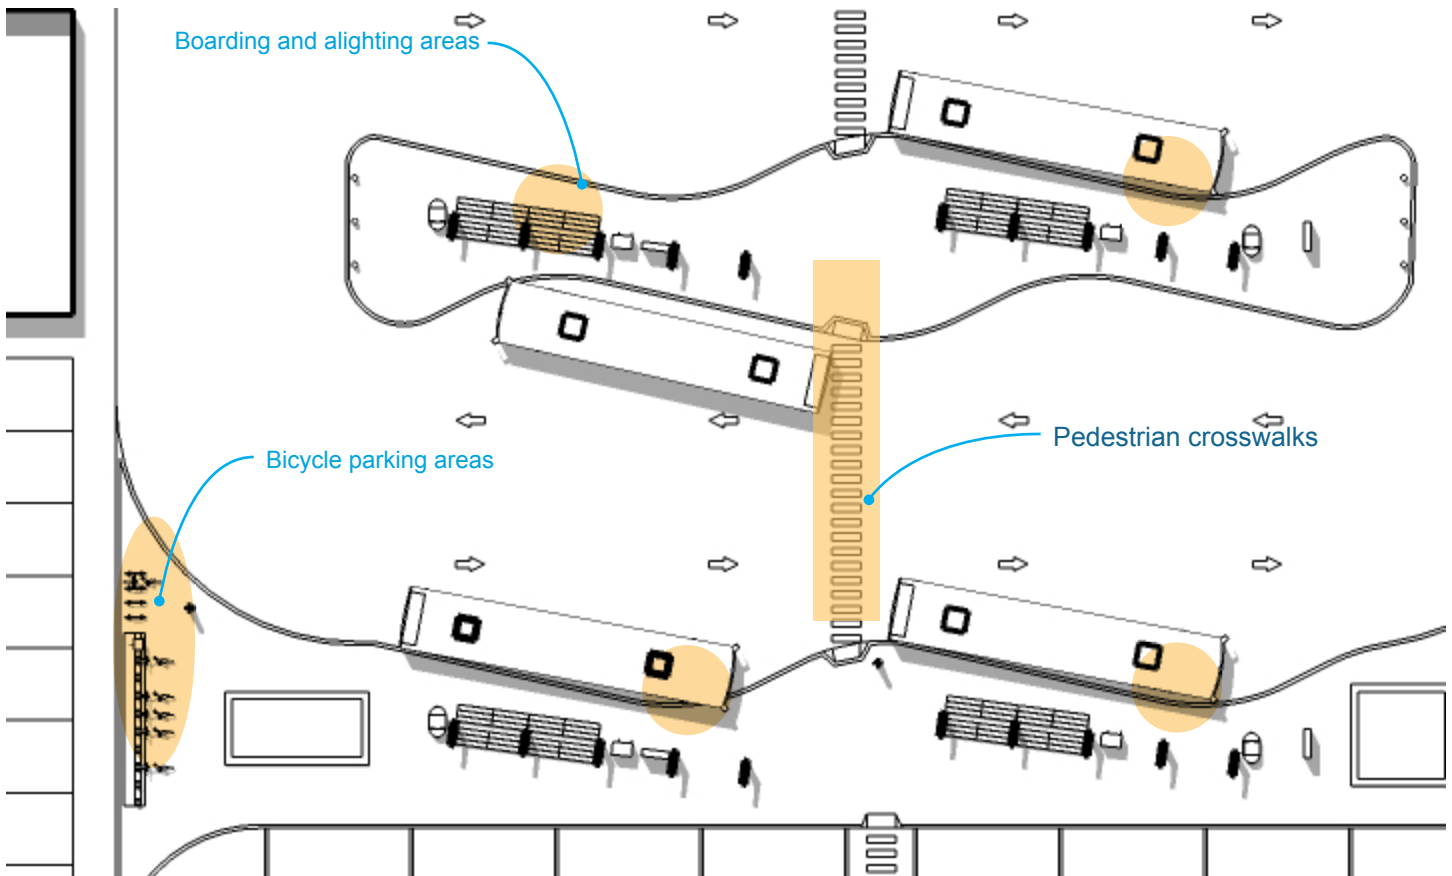 Boarding and alighting areas
Pedestrian crosswalks
Bicycle parking areas